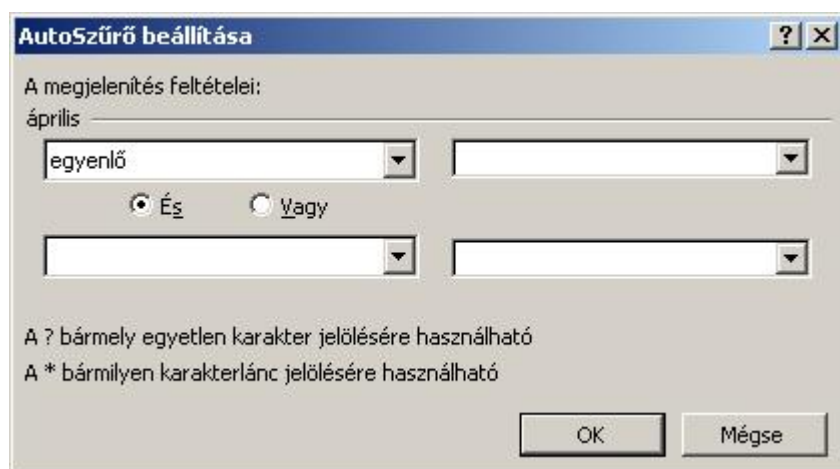 AutoSzűrő beállítása
A megjelenítés feltételei:
április
egyenlő
És Vagy
A ? bármely egyetlen karakter jelölésére használható
A * bármilyen karakterlánc jelölésére használható
OK Mégse